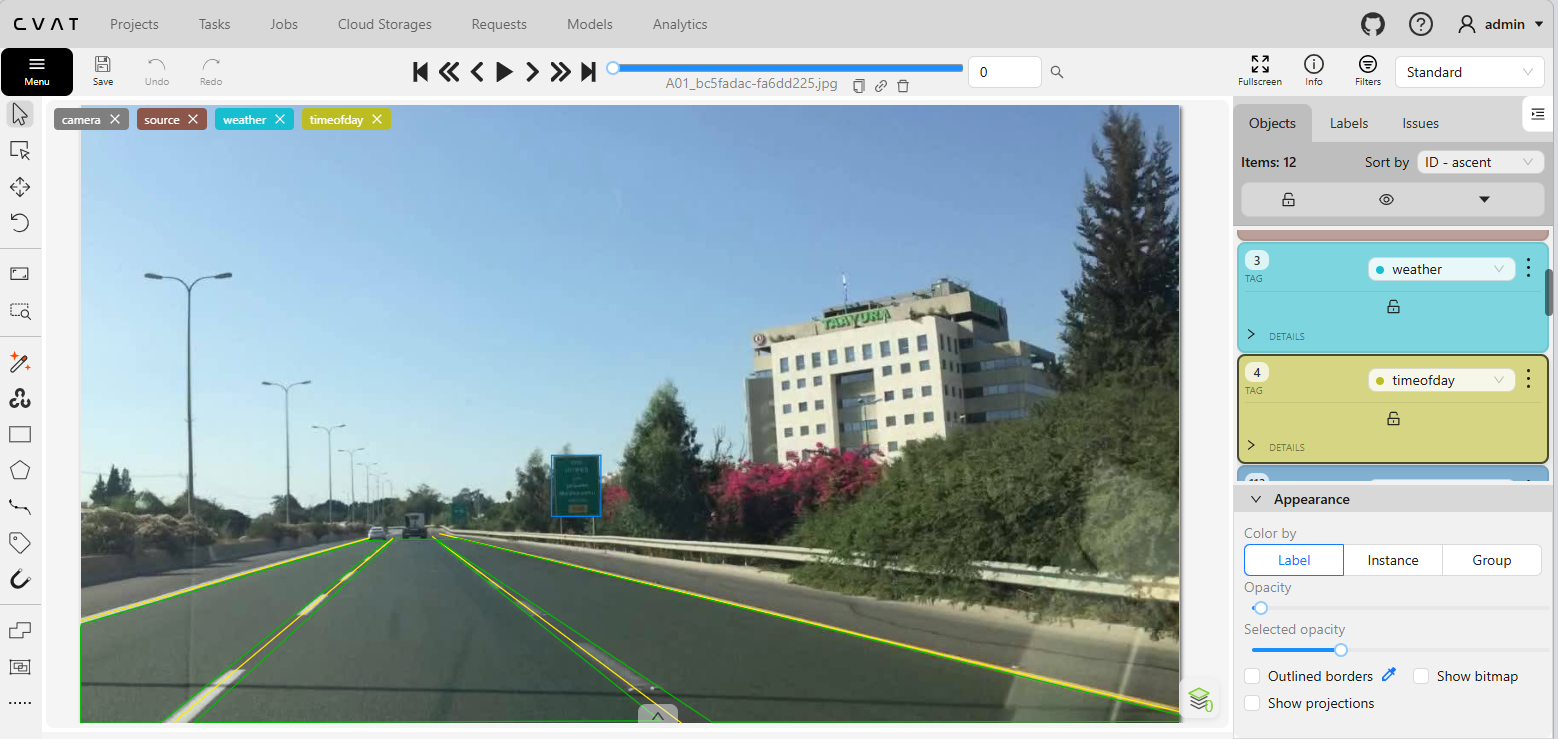 CVAT
Projects
Tasks
Jobs
Cloud Storages
Requests
Models
Analytics
admin
Menu
Save
Undo
Redo
A01_bc5fadac-fa6dd225.jpg
0
Fullscreen
Info
Filters
Standard
camera
source
weather
timeofday
TAAVURA
0
Objects
Labels
Issues
Items: 12
Sort by
ID - ascent
3
TAG
weather
DETAILS
4
TAG
timeofday
DETAILS
Appearance
Color by
Label
Instance
Group
Opacity
Selected opacity
Outlined borders
Show bitmap
Show projections